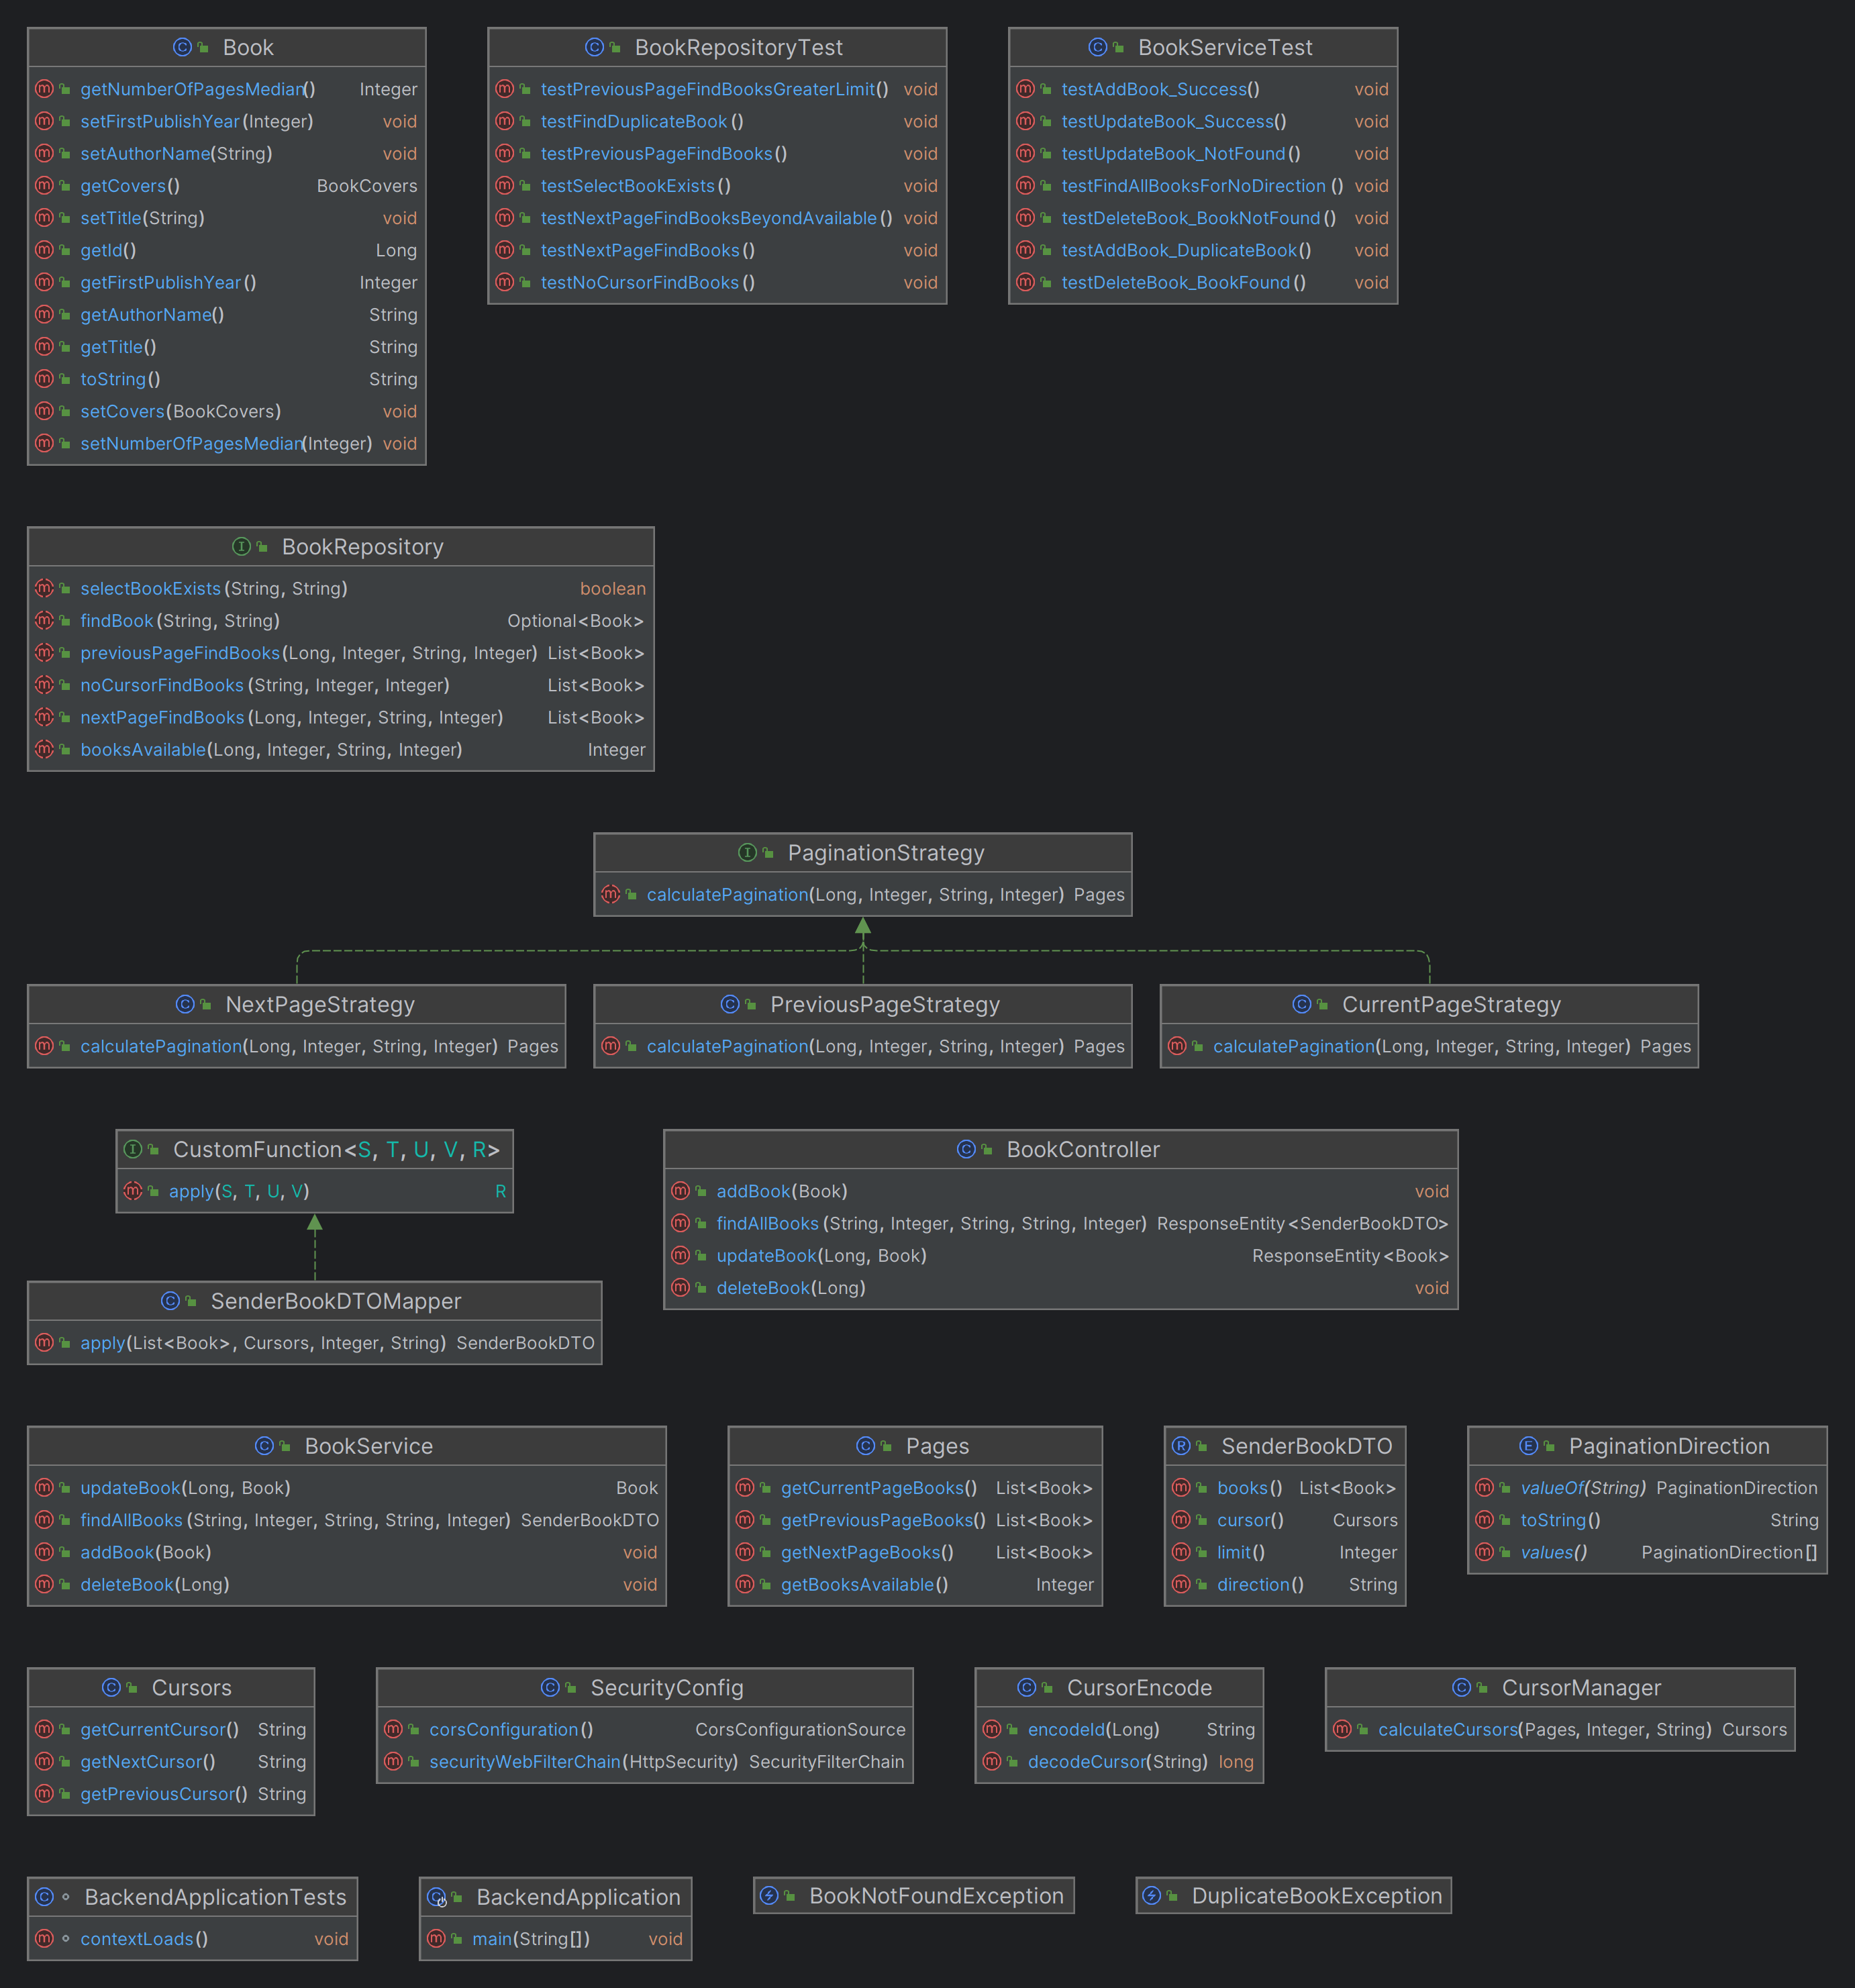 Book
getNumberOfPagesMedian() Integer
setFirstPublishYear(Integer) void
setAuthorName(String) void
getCovers() BookCovers
setTitle(String) void
getId() Long
getFirstPublishYear() Integer
getAuthorName() String
getTitle() String
toString() String
setCovers(BookCovers) void
setNumberOfPagesMedian(Integer) void
BookRepositoryTest
testPreviousPageFindBooksGreaterLimit() void
testFindDuplicateBook() void
testPreviousPageFindBooks() void
testSelectBookExists() void
testNextPageFindBooksBeyondAvailable() void
testNextPageFindBooks() void
testNoCursorFindBooks() void
BookServiceTest
testAddBook_Success() void
testUpdateBook_Success() void
testUpdateBook_NotFound() void
testFindAllBooksForNoDirection() void
testDeleteBook_BookNotFound() void
testAddBook_DuplicateBook() void
testDeleteBook_BookFound() void
BookRepository
selectBookExists(String, String) boolean
findBook(String, String) Optional<Book>
previousPageFindBooks(Long, Integer, String, Integer) List<Book>
noCursorFindBooks(String, Integer, Integer) List<Book>
nextPageFindBooks(Long, Integer, String, Integer) List<Book>
booksAvailable(Long, Integer, String, Integer) Integer
PaginationStrategy
calculatePagination(Long, Integer, String, Integer) Pages
NextPageStrategy
calculatePagination(Long, Integer, String, Integer) Pages
PreviousPageStrategy
calculatePagination(Long, Integer, String, Integer) Pages
CurrentPageStrategy
calculatePagination(Long, Integer, String, Integer) Pages
CustomFunction<S, T, U, V, R>
apply(S, T, U, V) R
SenderBookDTOMapper
apply(List<Book>, Cursors, Integer, String) SenderBookDTO
BookController
addBook(Book) void
findAllBooks(String, Integer, String, String, Integer) ResponseEntity<SenderBookDTO>
updateBook(Long, Book) ResponseEntity<Book>
deleteBook(Long) void
BookService
updateBook(Long, Book) Book
findAllBooks(String, Integer, String, String, Integer) SenderBookDTO
addBook(Book) void
deleteBook(Long) void
Pages
getCurrentPageBooks() List<Book>
getPreviousPageBooks() List<Book>
getNextPageBooks() List<Book>
getBooksAvailable() Integer
SenderBookDTO
books() List<Book>
cursor() Cursors
limit() Integer
direction() String
PaginationDirection
valueOf(String) PaginationDirection
toString() String
values() PaginationDirection[]
Cursors
getCurrentCursor() String
getNextCursor() String
getPreviousCursor() String
SecurityConfig
corsConfiguration() CorsConfigurationSource
securityWebFilterChain(HttpSecurity) SecurityFilterChain
CursorEncode
encodeId(Long) String
decodeCursor(String) long
CursorManager
calculateCursors(Pages, Integer, String) Cursors
BackendApplicationTests
contextLoads() void
BackendApplication
main(String[]) void
BookNotFoundException
DuplicateBookException